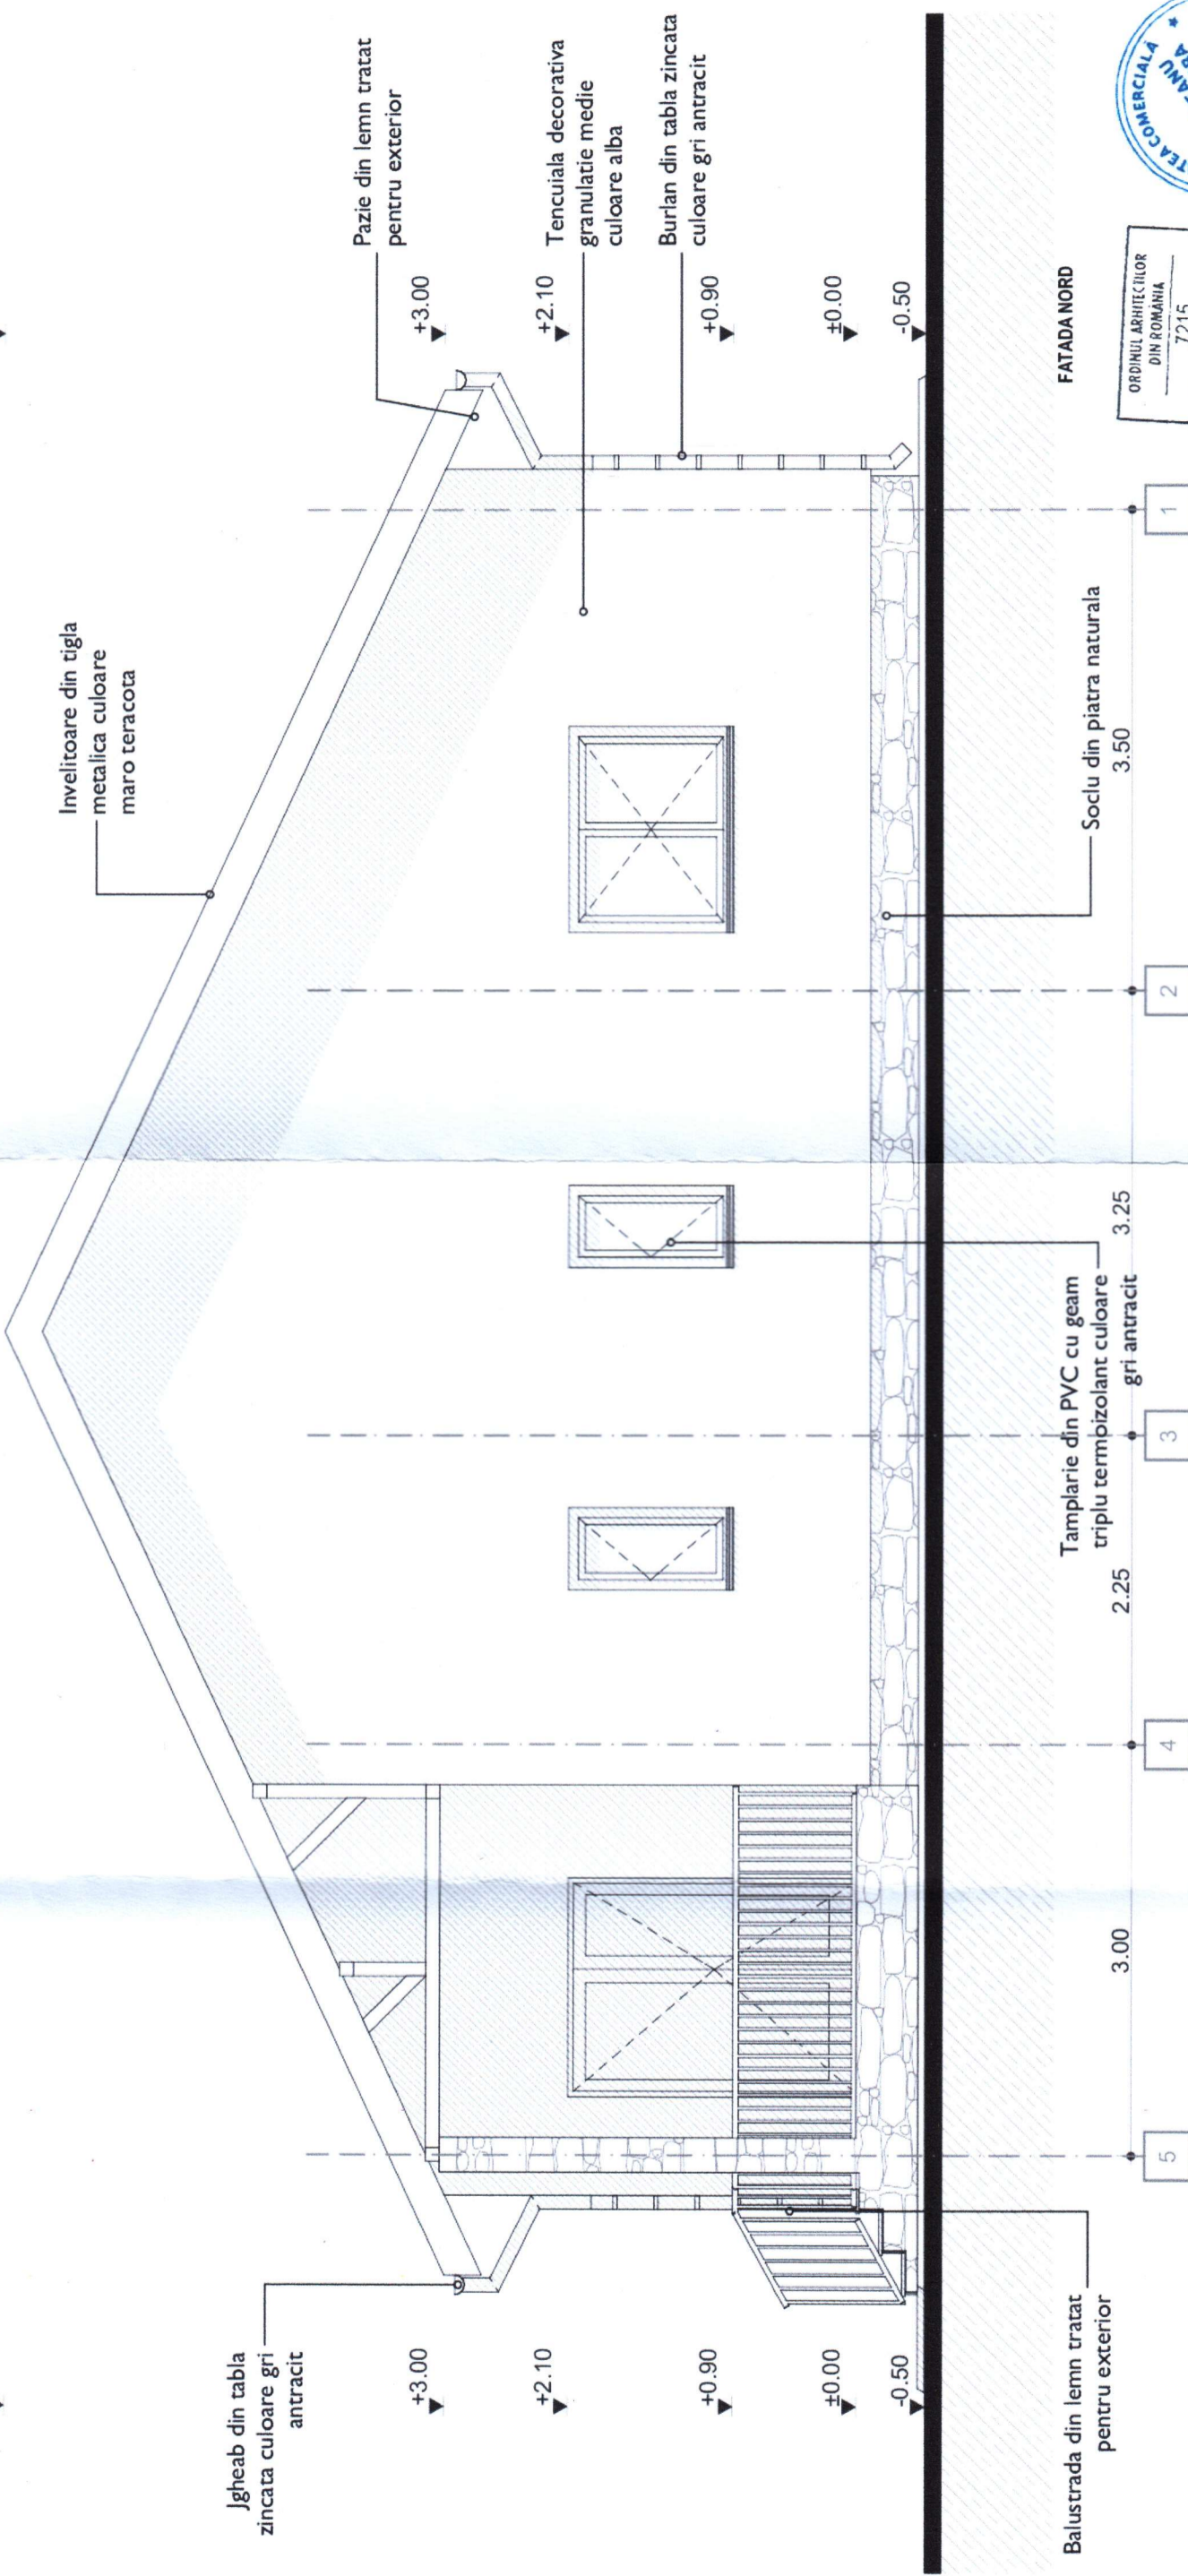 Invelitoare din tigla
metalica culoare
maro teracota
Pazie din lemn tratat
pentru exterior
Jgheab din tabla
zincata culoare gri
antracit
Tencuiala decorativa
granulatie medie
culoare alba
Burlan din tabla zincata
culoare gri antracit
+3.00
+2.10
+0.90
±0.00
-0.50
+3.00
+2.10
+0.90
±0.00
-0.50
Balustrada din lemn tratat
pentru exterior
Tamplarie din PVC cu geam
triplu termoizolant culoare
gri antracit
Soclu din piatra naturala
FATADA NORD
3.00
2.25
3.25
3.50
5
4
3
2
1
ORDINUL ARHITECTILOR
DIN ROMÂNIA
7215
TEA COMERCIALĂ